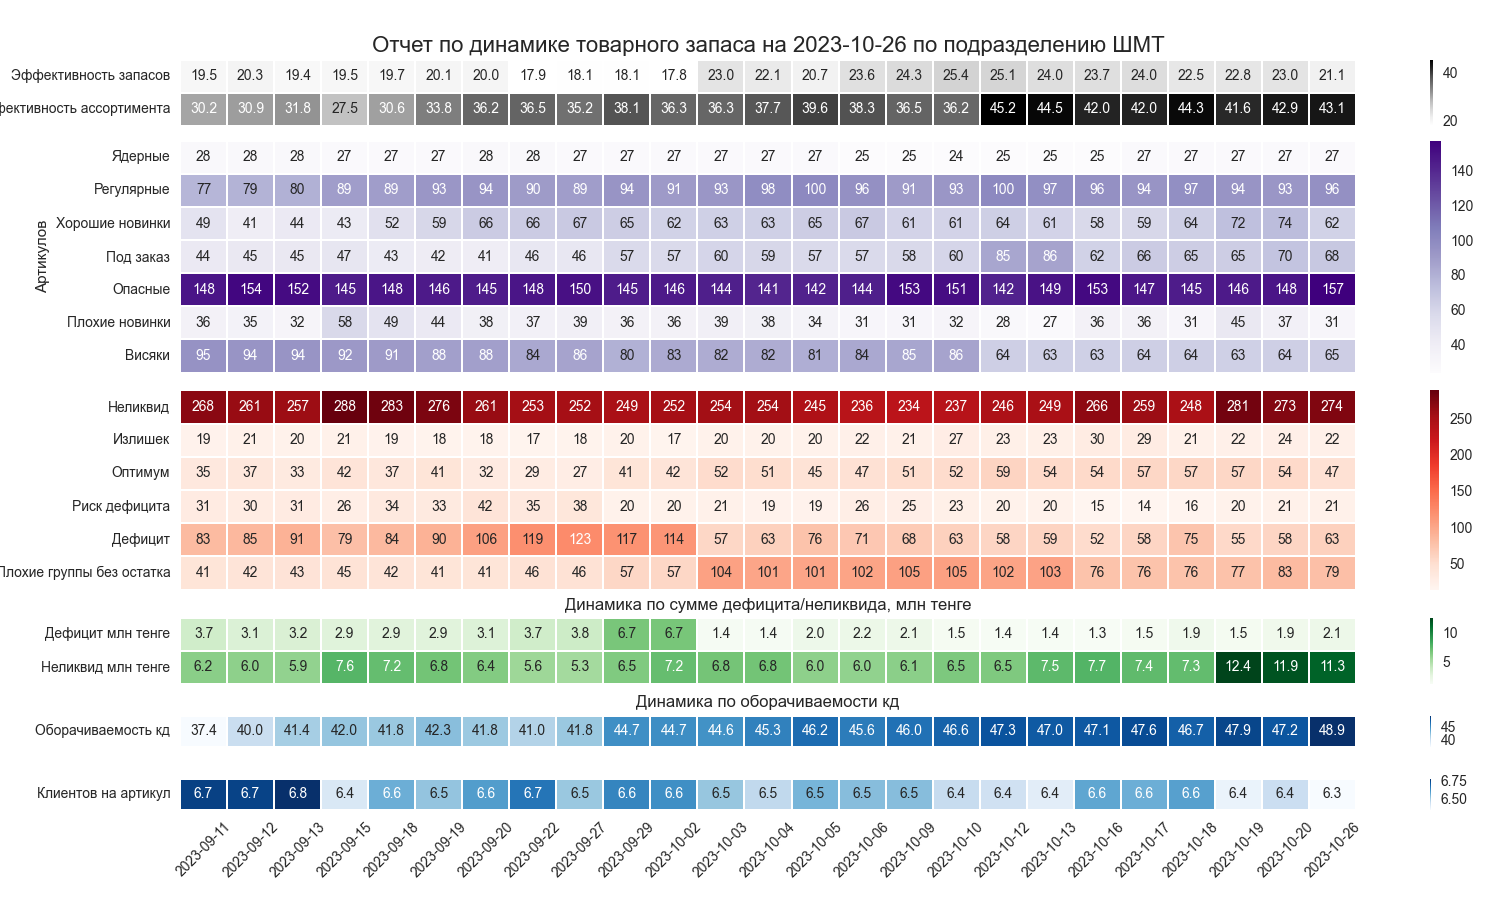 Отчет по динамике товарного запаса на 2023-10-26 по подразделению ШМТ
Эффективность запасов 19.5 20.3 19.4 19.5 19.7 20.1 20.0 17.9 18.1 18.1 17.8 23.0 22.1 20.7 23.6 24.3 25.4 25.1 24.0 23.7 24.0 22.5 22.8 23.0 21.1 40
фективность ассортимента 30.2 30.9 31.8 27.5 30.6 33.8 36.2 36.5 35.2 38.1 36.3 36.3 37.7 39.6 38.3 36.5 36.2 45.2 44.5 42.0 42.0 44.3 41.6 42.9 43.1 20
Артикулов
Ядерные 28 28 28 27 27 27 28 28 27 27 27 27 27 27 25 25 24 25 25 25 27 27 27 27 27
140
Регулярные 77 79 80 89 89 93 94 90 89 94 91 93 98 100 96 91 93 100 97 96 94 97 94 93 96
120
Хорошие новинки 49 41 44 43 52 59 66 66 67 65 62 63 63 65 67 61 61 64 61 58 59 64 72 74 62
100
Под заказ 44 45 45 47 43 42 41 46 46 57 57 60 59 57 57 58 60 85 86 62 66 65 65 70 68
80
Опасные 148 154 152 145 148 146 145 148 150 145 146 144 141 142 144 153 151 142 149 153 147 145 146 148 157
60
Плохие новинки 36 35 32 58 49 44 38 37 39 36 36 39 38 34 31 31 32 28 27 36 36 31 45 37 31
40
Висяки 95 94 94 92 91 88 88 84 86 80 83 82 82 81 84 85 86 64 63 63 64 64 63 64 65
Неликвид 268 261 257 288 283 276 261 253 252 249 252 254 254 245 236 234 237 246 249 266 259 248 281 273 274
250
Излишек 19 21 20 21 19 18 18 17 18 20 17 20 20 20 22 21 27 23 23 30 29 21 22 24 22
200
Оптимум 35 37 33 42 37 41 32 29 27 41 42 52 51 45 47 51 52 59 54 54 57 57 57 54 47
150
Риск дефицита 31 30 31 26 34 33 42 35 38 20 20 21 19 19 26 25 23 20 20 15 14 16 20 21 21
100
Дефицит 83 85 91 79 84 90 106 119 123 117 114 57 63 76 71 68 63 58 59 52 58 75 55 58 63
50
Плохие группы без остатка 41 42 43 45 42 41 41 46 46 57 57 104 101 101 102 105 105 102 103 76 76 76 77 83 79
Динамика по сумме дефицита/неликвида, млн тенге
Дефицит млн тенге 3.7 3.1 3.2 2.9 2.9 2.9 3.1 3.7 3.8 6.7 6.7 1.4 1.4 2.0 2.2 2.1 1.5 1.4 1.4 1.3 1.5 1.9 1.5 1.9 2.1 10
Неликвид млн тенге 6.2 6.0 5.9 7.6 7.2 6.8 6.4 5.6 5.3 6.5 7.2 6.8 6.8 6.0 6.0 6.1 6.5 6.5 7.5 7.7 7.4 7.3 12.4 11.9 11.3 5
Динамика по оборачиваемости кд
Оборачиваемость кд 37.4 40.0 41.4 42.0 41.8 42.3 41.8 41.0 41.8 44.7 44.7 44.6 45.3 46.2 45.6 46.0 46.6 47.3 47.0 47.1 47.6 46.7 47.9 47.2 48.9 45
40
Клиентов на артикул 6.7 6.7 6.8 6.4 6.6 6.5 6.6 6.7 6.5 6.6 6.6 6.5 6.5 6.5 6.5 6.5 6.4 6.4 6.4 6.6 6.6 6.6 6.4 6.4 6.3 6.75
6.50
2023-09-11 2023-09-12 2023-09-13 2023-09-15 2023-09-18 2023-09-19 2023-09-20 2023-09-22 2023-09-27 2023-09-29 2023-10-02 2023-10-03 2023-10-04 2023-10-05 2023-10-06 2023-10-09 2023-10-10 2023-10-12 2023-10-13 2023-10-16 2023-10-17 2023-10-18 2023-10-19 2023-10-20 2023-10-26